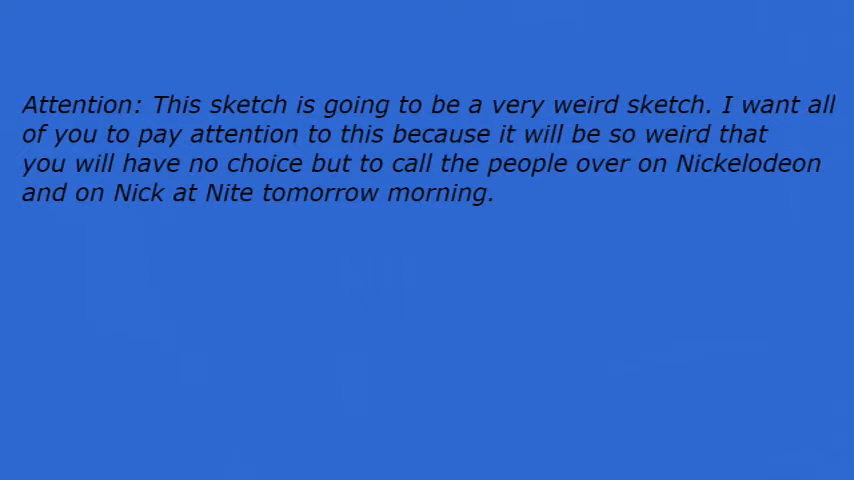 Attention: This sketch is going to be a very weird sketch. I want all
of you to pay attention to this because it will be so weird that
you will have no choice but to call the people over on Nickelodeon
and on Nick at Nite tomorrow morning.